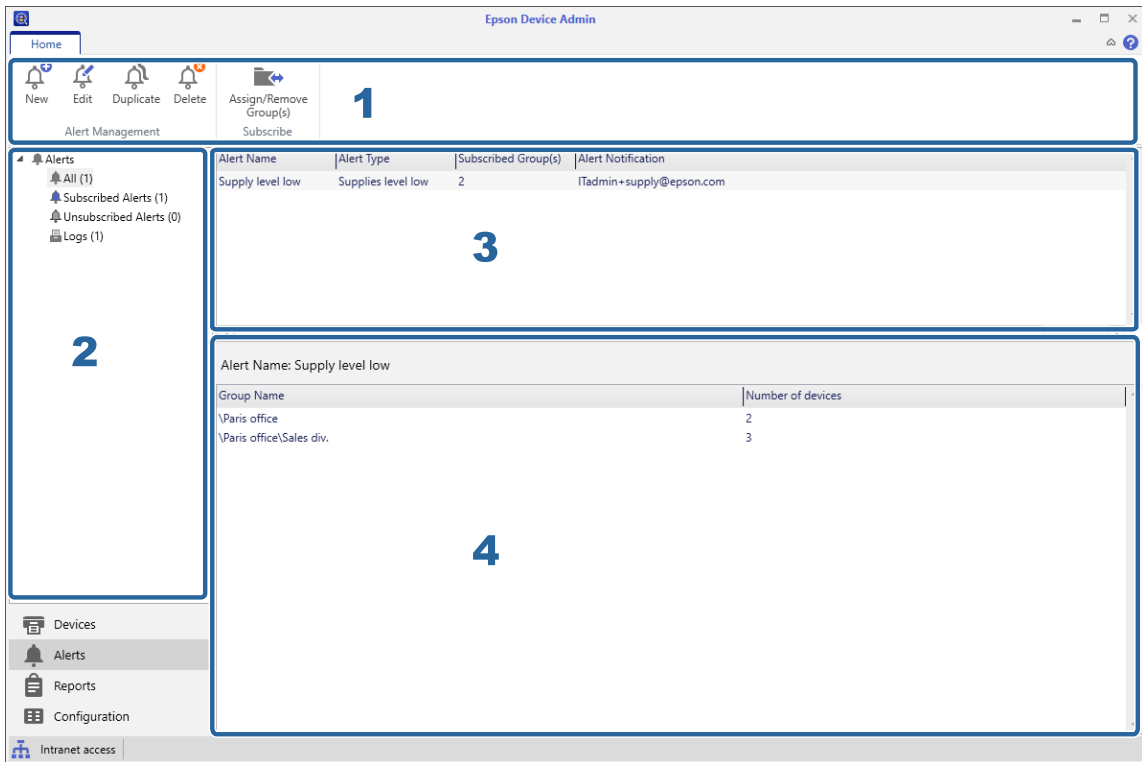 Epson Device Admin
Home
New Edit Duplicate Delete Assign/Remove Group(s)
Alert Management Subscribe
1
Alerts
All (1)
Subscribed Alerts (1)
Unsubscribed Alerts (0)
Logs (1)
2
Alert Name Alert Type Subscribed Group(s) Alert Notification
Supply level low Supplies level low 2 ITadmin+supply@epson.com
3
Alert Name: Supply level low
Group Name Number of devices
\Paris office 2
\Paris office\Sales div. 3
4
Devices
Alerts
Reports
Configuration
Intranet access